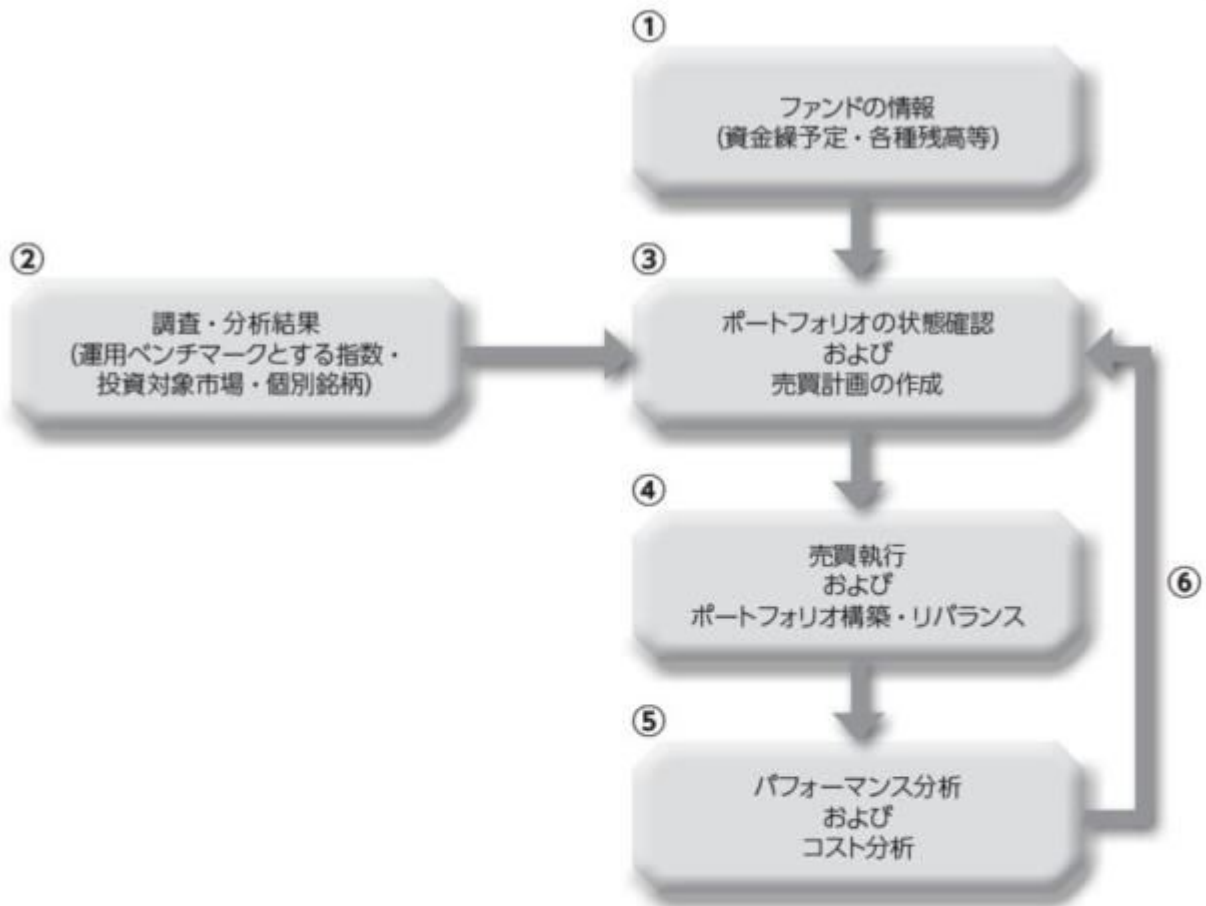 ①
ファンドの情報
(資金繰予定・各種残高等)
②
調査・分析結果
(運用ベンチマークとする指数・
投資対象市場・個別銘柄)
③
ポートフォリオの状態確認
および
売買計画の作成
④
売買執行
および
ポートフォリオ構築・リバランス
⑥
⑤
パフォーマンス分析
および
コスト分析